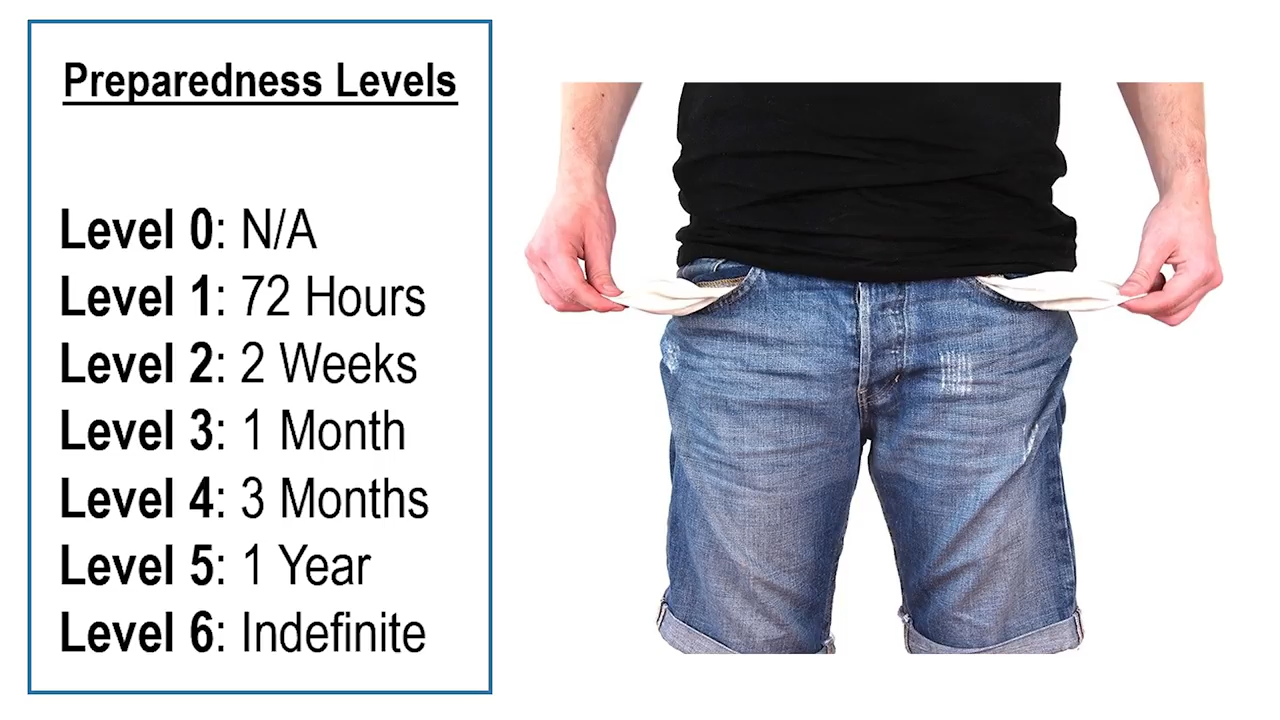 Preparedness Levels
Level 0: N/A
Level 1: 72 Hours
Level 2: 2 Weeks
Level 3: 1 Month
Level 4: 3 Months
Level 5: 1 Year
Level 6: Indefinite